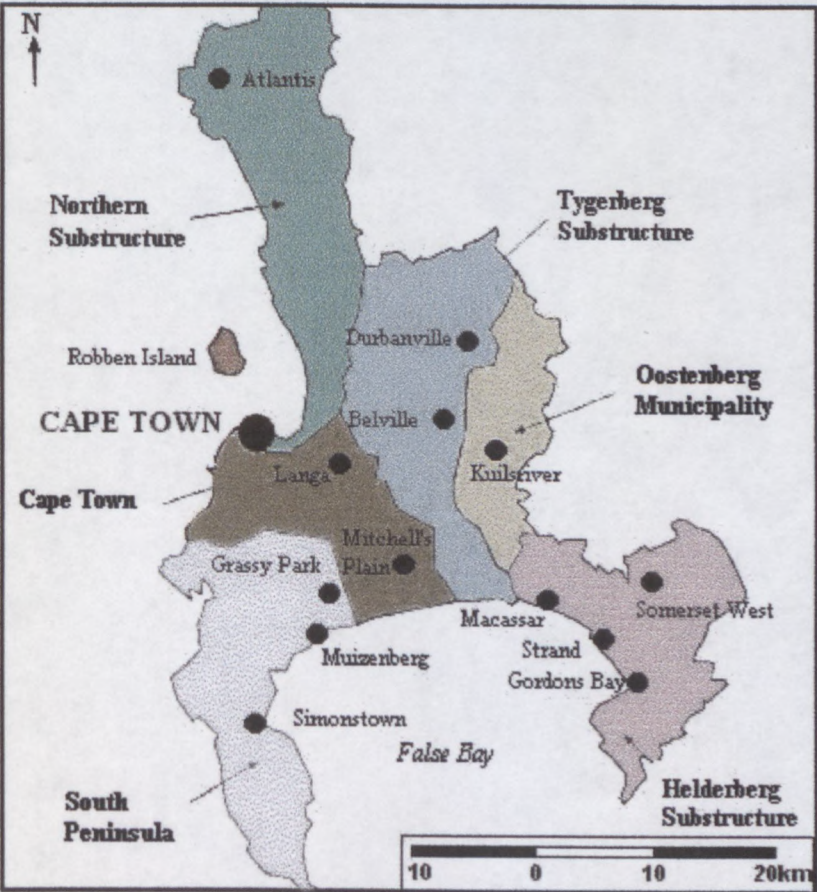 N
Atlantis
Northern
Substructure
Tygerberg
Substructure
Durbanville
Robben Island
Oostenberg
Municipality
CAPE TOWN
Belville
Langa
Kuilsriver
Cape Town
Mitchell's
Plain
Grassy Park
Somerset West
Macassar
Strand
Muizenberg
Gordons Bay
Simonstown
False Bay
South
Peninsula
Helderberg
Substructure
10 0 10 20km